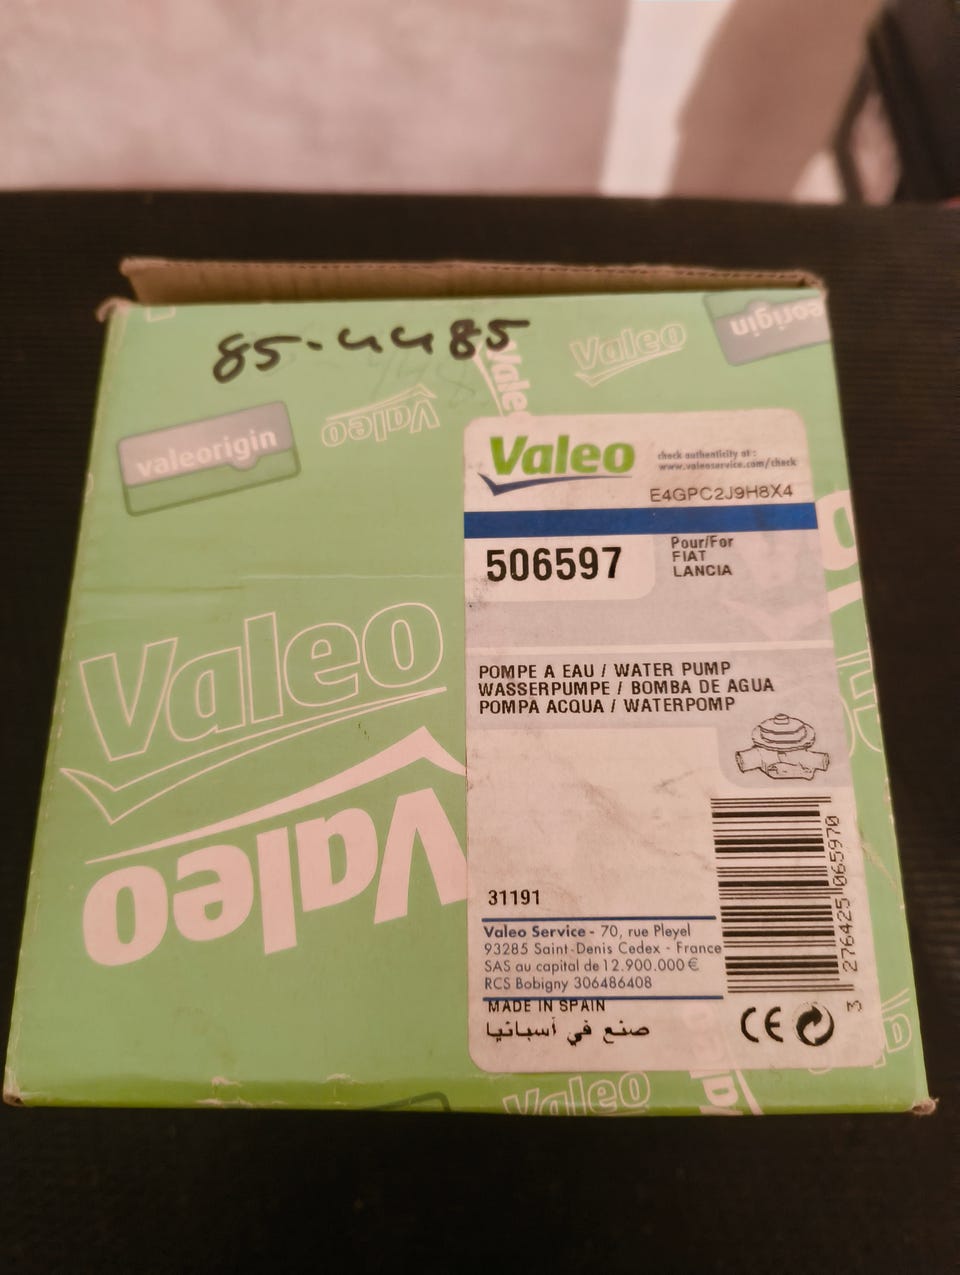 85-4485
Valeo
Valeo
valeorigin
valeorigin
Valeo
Valeo
Valeo
check authenticity at :
www.valeoservice.com/check
E4GPC2J9H8X4
506597
Pour/For
FIAT
LANCIA
Valeo
POMPE A EAU / WATER PUMP
WASSERPUMPE / BOMBA DE AGUA
POMPA ACQUA / WATERPOMP
Valeo
31191
Valeo Service - 70, rue Pleyel
93285 Saint-Denis Cedex - France
SAS au capital de 12.900.000 €
RCS Bobigny 306486408
MADE IN SPAIN
صنع في أسبانيا
3 276425 065970
CE
Valeo